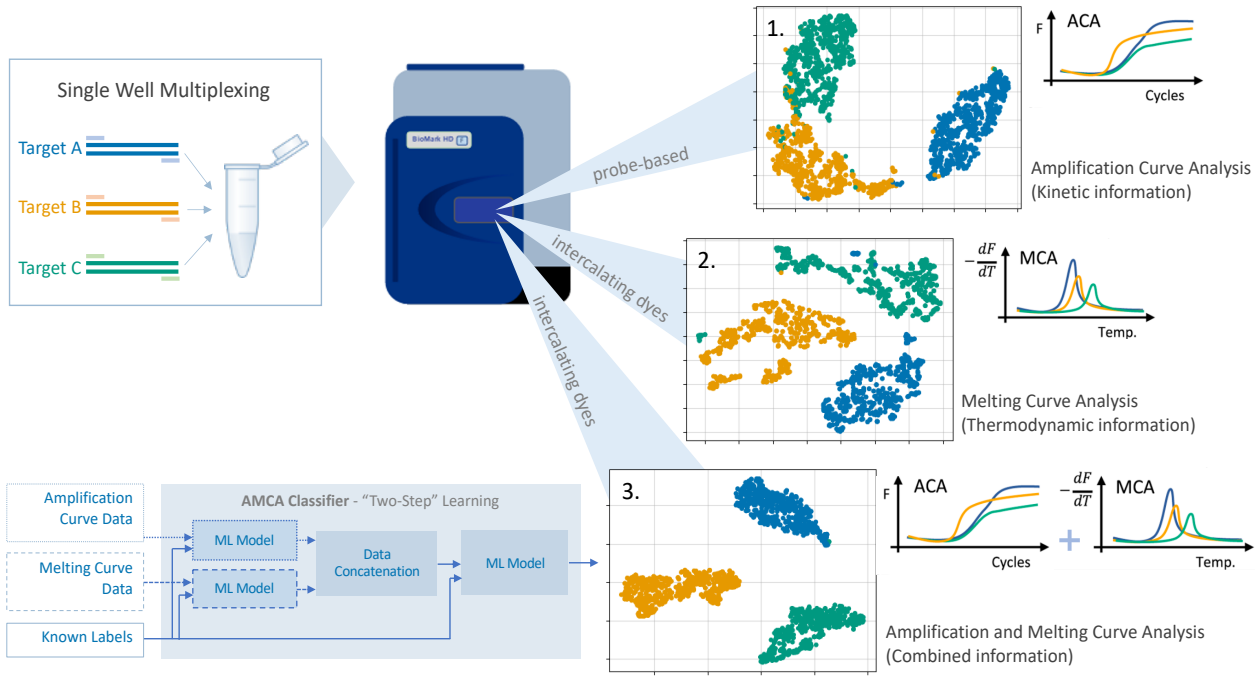 Single Well Multiplexing
Target A
Target B
Target C
BioMark HD F
probe-based
intercalating dyes
intercalating dyes
1.
F
ACA
Cycles
Amplification Curve Analysis
(Kinetic information)
2.
−dF/dT
MCA
Temp.
Melting Curve Analysis
(Thermodynamic information)
3.
F
ACA
Cycles
+
−dF/dT
MCA
Temp.
Amplification and Melting Curve Analysis
(Combined information)
AMCA Classifier - “Two-Step” Learning
Amplification
Curve Data
Melting Curve
Data
Known Labels
ML Model
ML Model
Data
Concatenation
ML Model